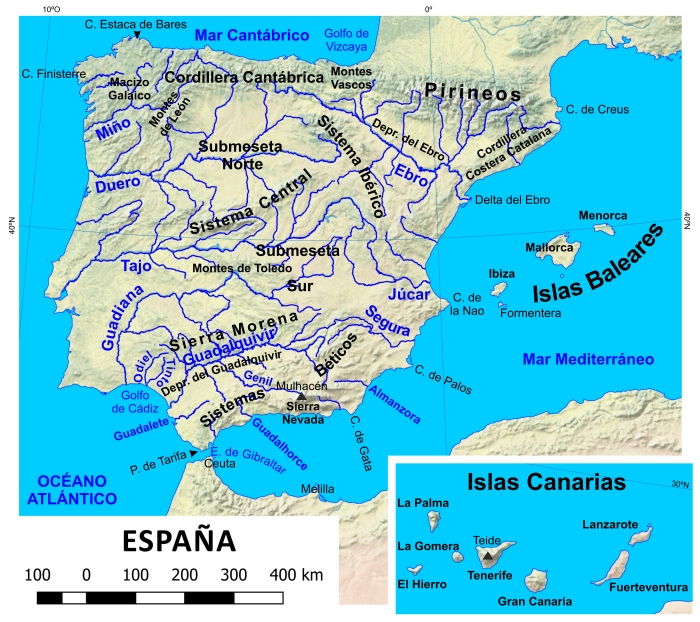 10ºO
0º
C. Estaca de Bares
Mar Cantábrico
Golfo de
Vizcaya
C. Finisterre
Macizo
Galaico
Cordillera Cantábrica
Montes
Vascos
Pirineos
Montes
de León
Miño
C. de Creus
Depr. del Ebro
Cordillera
Costera Catalana
Submeseta
Norte
Sistema Ibérico
Ebro
Duero
Sistema Central
Delta del Ebro
40ºN
40ºN
Menorca
Mallorca
Islas Baleares
Submeseta
Sur
Tajo
Montes de Toledo
Ibiza
Formentera
Júcar
C. de
la Nao
Guadiana
Sierra Morena
Segura
Guadalquivir
Odiel
Tinto
Depr. del Guadalquivir
Mar Mediterráneo
Sistemas
Béticos
Genil
Mulhacén
Sierra
Nevada
C. de Palos
Almanzora
Golfo
de Cádiz
Guadalete
Guadalhorce
C. de Gata
P. de Tarifa
E. de Gibraltar
Ceuta
Melilla
OCÉANO
ATLÁNTICO
Islas Canarias
30ºN
La Palma
Lanzarote
La Gomera
Teide
El Hierro
Tenerife
Gran Canaria
Fuerteventura
ESPAÑA
100 0 100 200 300 400 km